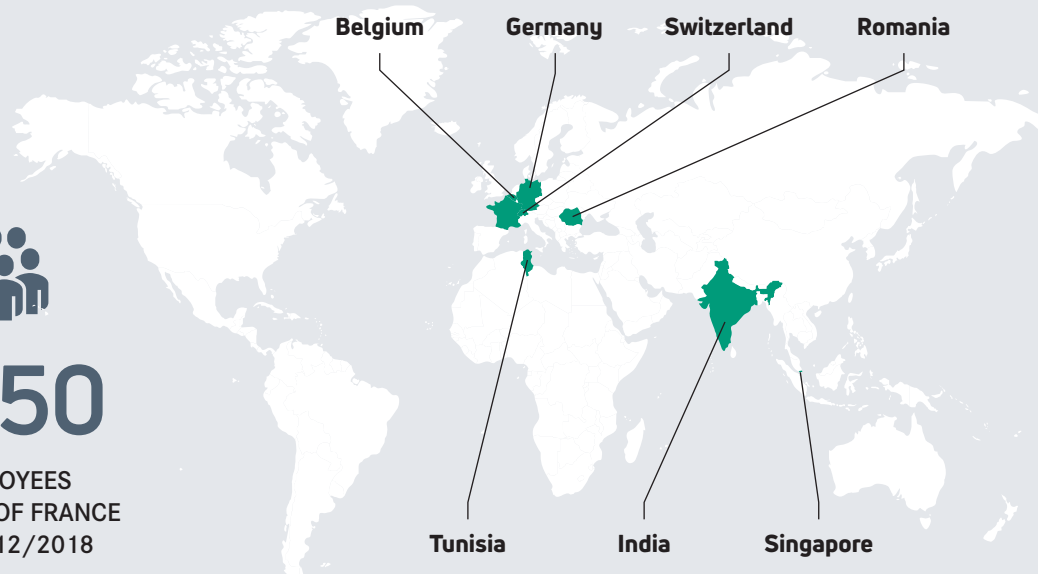 Belgium
Germany
Switzerland
Romania
50
OYEES
OF FRANCE
12/2018
Tunisia
India
Singapore